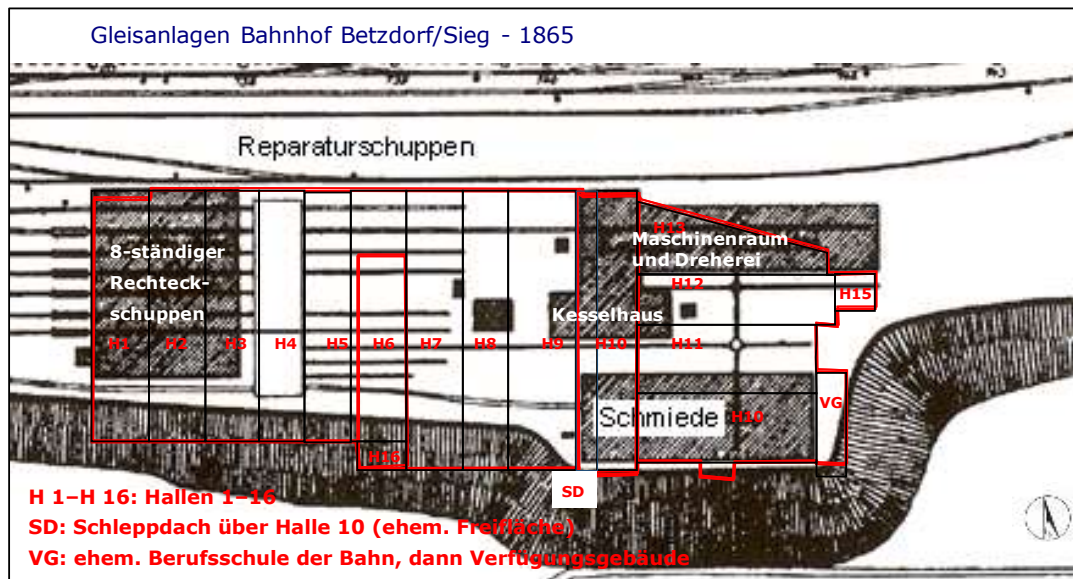 Gleisanlagen Bahnhof Betzdorf/Sieg - 1865
Reparaturschuppen
8-ständiger
Rechteck-
schuppen
H13
Maschinenraum
und Dreherei
H12
H15
Kesselhaus
H1 H2 H3 H4 H5 H6 H7 H8 H9 H10 H11
VG
Schmiede
H10
H16
SD
H 1–H 16: Hallen 1–16
SD: Schleppdach über Halle 10 (ehem. Freifläche)
VG: ehem. Berufsschule der Bahn, dann Verfügungsgebäude